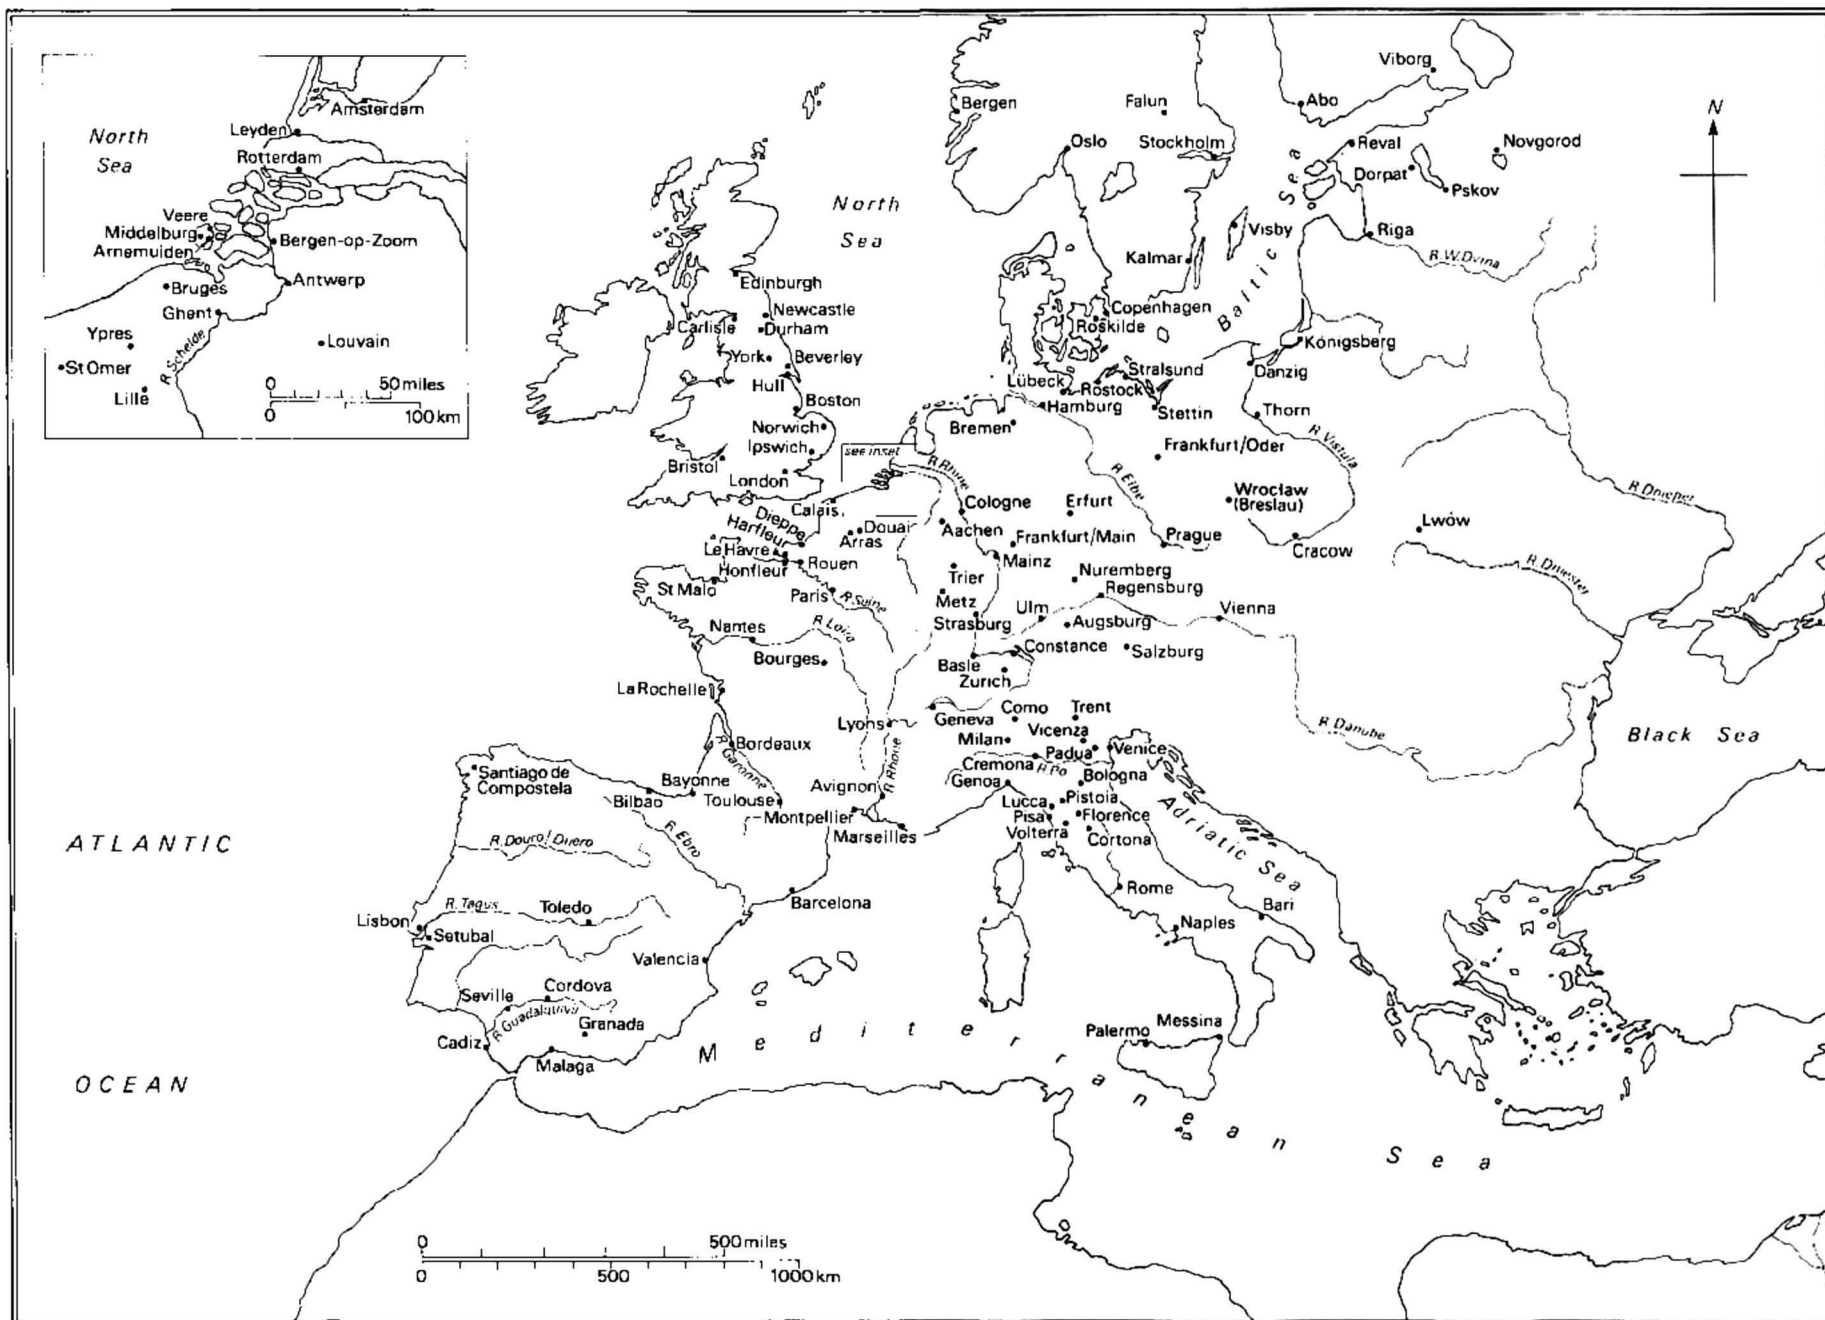 North
Sea
Amsterdam
Leyden
Rotterdam
Veere
Middelburg
Arnemuiden
Bergen-op-Zoom
Antwerp
Bruges
Ghent
Ypres
R. Schelde
Louvain
St Omer
Lille
0 50 miles
0 100 km
Viborg
Bergen
Falun
Abo
N
Oslo
Stockholm
Reval
Novgorod
Dorpat
Pskov
North
Sea
Baltic Sea
Visby
Riga
R. W. Dvina
Kalmar
Edinburgh
Newcastle
Carlisle
Durham
Copenhagen
Roskilde
York
Beverley
Hull
Königsberg
Stralsund
Danzig
Lübeck
Rostock
Boston
Hamburg
Stettin
Thorn
Norwich
Bremen
Ipswich
see inset
Frankfurt/Oder
R. Vistula
Bristol
R. Rhine
R. Elbe
London
Calais
Cologne
Erfurt
Wrocław
(Breslau)
R. Dnieper
Dieppe
Harfleur
Douai
Arras
Aachen
Frankfurt/Main
Prague
Cracow
Lwów
Le Havre
Honfleur
Rouen
Mainz
St Malo
Trier
Nuremberg
R. Dniester
Paris
R. Seine
Metz
Regensburg
Strasburg
Ulm
Augsburg
Vienna
Nantes
R. Loire
Bourges
Basle
Constance
Salzburg
Zurich
La Rochelle
Lyons
Geneva
Como
Trent
R. Danube
Black Sea
Bordeaux
R. Garonne
Milan
Vicenza
Padua
Venice
R. Rhone
Cremona
R. Po
Santiago de
Compostela
Bayonne
Bilbao
Toulouse
Avignon
Genoa
Bologna
Montpellier
Marseilles
Lucca
Pistoia
Pisa
Florence
Volterra
Cortona
Adriatic Sea
ATLANTIC
R. Douro/Duero
R. Ebro
Rome
Barcelona
Bari
Naples
Lisbon
R. Tagus
Toledo
Setubal
Valencia
Seville
Cordova
R. Guadalquivir
Granada
Cadiz
Malaga
Palermo
Messina
Mediterranean Sea
OCEAN
0 500 miles
0 500 1000 km